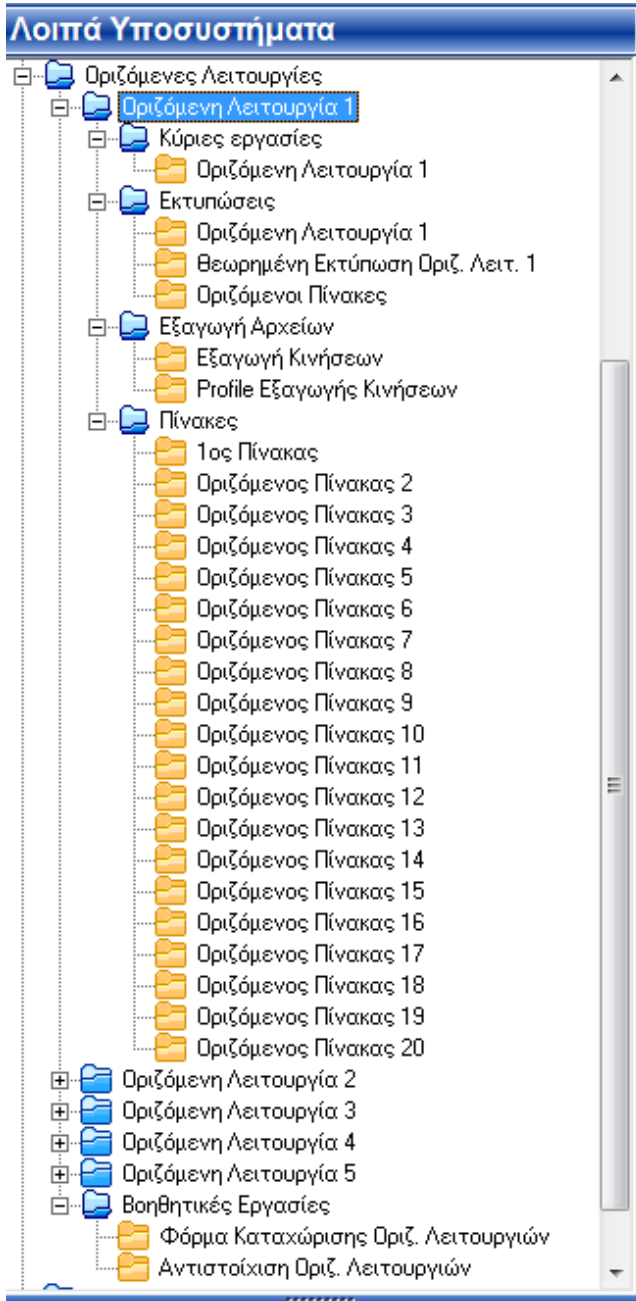 Λοιπά Υποσυστήματα
Οριζόμενες Λειτουργίες
Οριζόμενη Λειτουργία 1
Κύριες εργασίες
Οριζόμενη Λειτουργία 1
Εκτυπώσεις
Οριζόμενη Λειτουργία 1
Θεωρημένη Εκτύπωση Οριζ. Λειτ. 1
Οριζόμενοι Πίνακες
Εξαγωγή Αρχείων
Εξαγωγή Κινήσεων
Profile Εξαγωγής Κινήσεων
Πίνακες
1ος Πίνακας
Οριζόμενος Πίνακας 2
Οριζόμενος Πίνακας 3
Οριζόμενος Πίνακας 4
Οριζόμενος Πίνακας 5
Οριζόμενος Πίνακας 6
Οριζόμενος Πίνακας 7
Οριζόμενος Πίνακας 8
Οριζόμενος Πίνακας 9
Οριζόμενος Πίνακας 10
Οριζόμενος Πίνακας 11
Οριζόμενος Πίνακας 12
Οριζόμενος Πίνακας 13
Οριζόμενος Πίνακας 14
Οριζόμενος Πίνακας 15
Οριζόμενος Πίνακας 16
Οριζόμενος Πίνακας 17
Οριζόμενος Πίνακας 18
Οριζόμενος Πίνακας 19
Οριζόμενος Πίνακας 20
Οριζόμενη Λειτουργία 2
Οριζόμενη Λειτουργία 3
Οριζόμενη Λειτουργία 4
Οριζόμενη Λειτουργία 5
Βοηθητικές Εργασίες
Φόρμα Καταχώρισης Οριζ. Λειτουργιών
Αντιστοίχιση Οριζ. Λειτουργιών